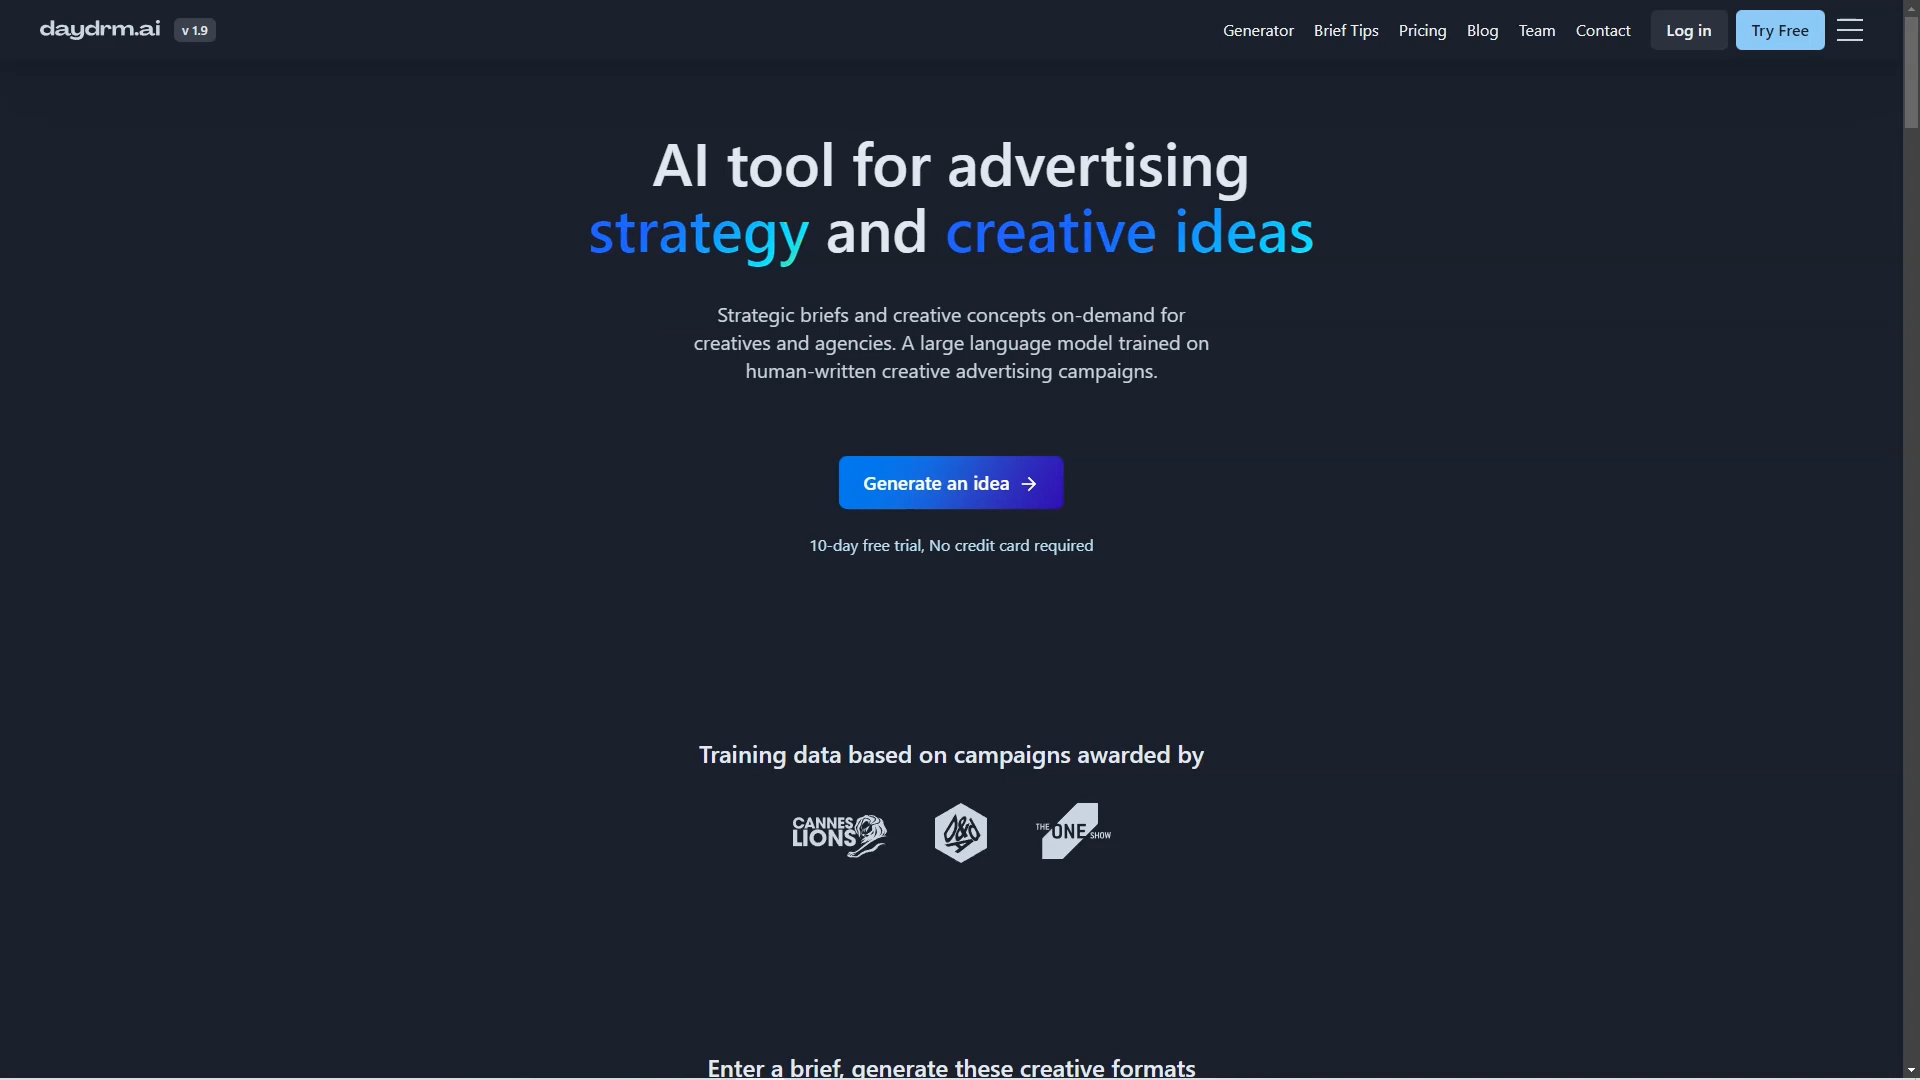 daydrm.ai v 1.9
Generator Brief Tips Pricing Blog Team Contact Log in Try Free
AI tool for advertising
strategy and creative ideas
Strategic briefs and creative concepts on-demand for
creatives and agencies. A large language model trained on
human-written creative advertising campaigns.
Generate an idea →
10-day free trial, No credit card required
Training data based on campaigns awarded by
CANNES
LIONS
D&AD
THE ONE SHOW
Enter a brief, generate these creative formats